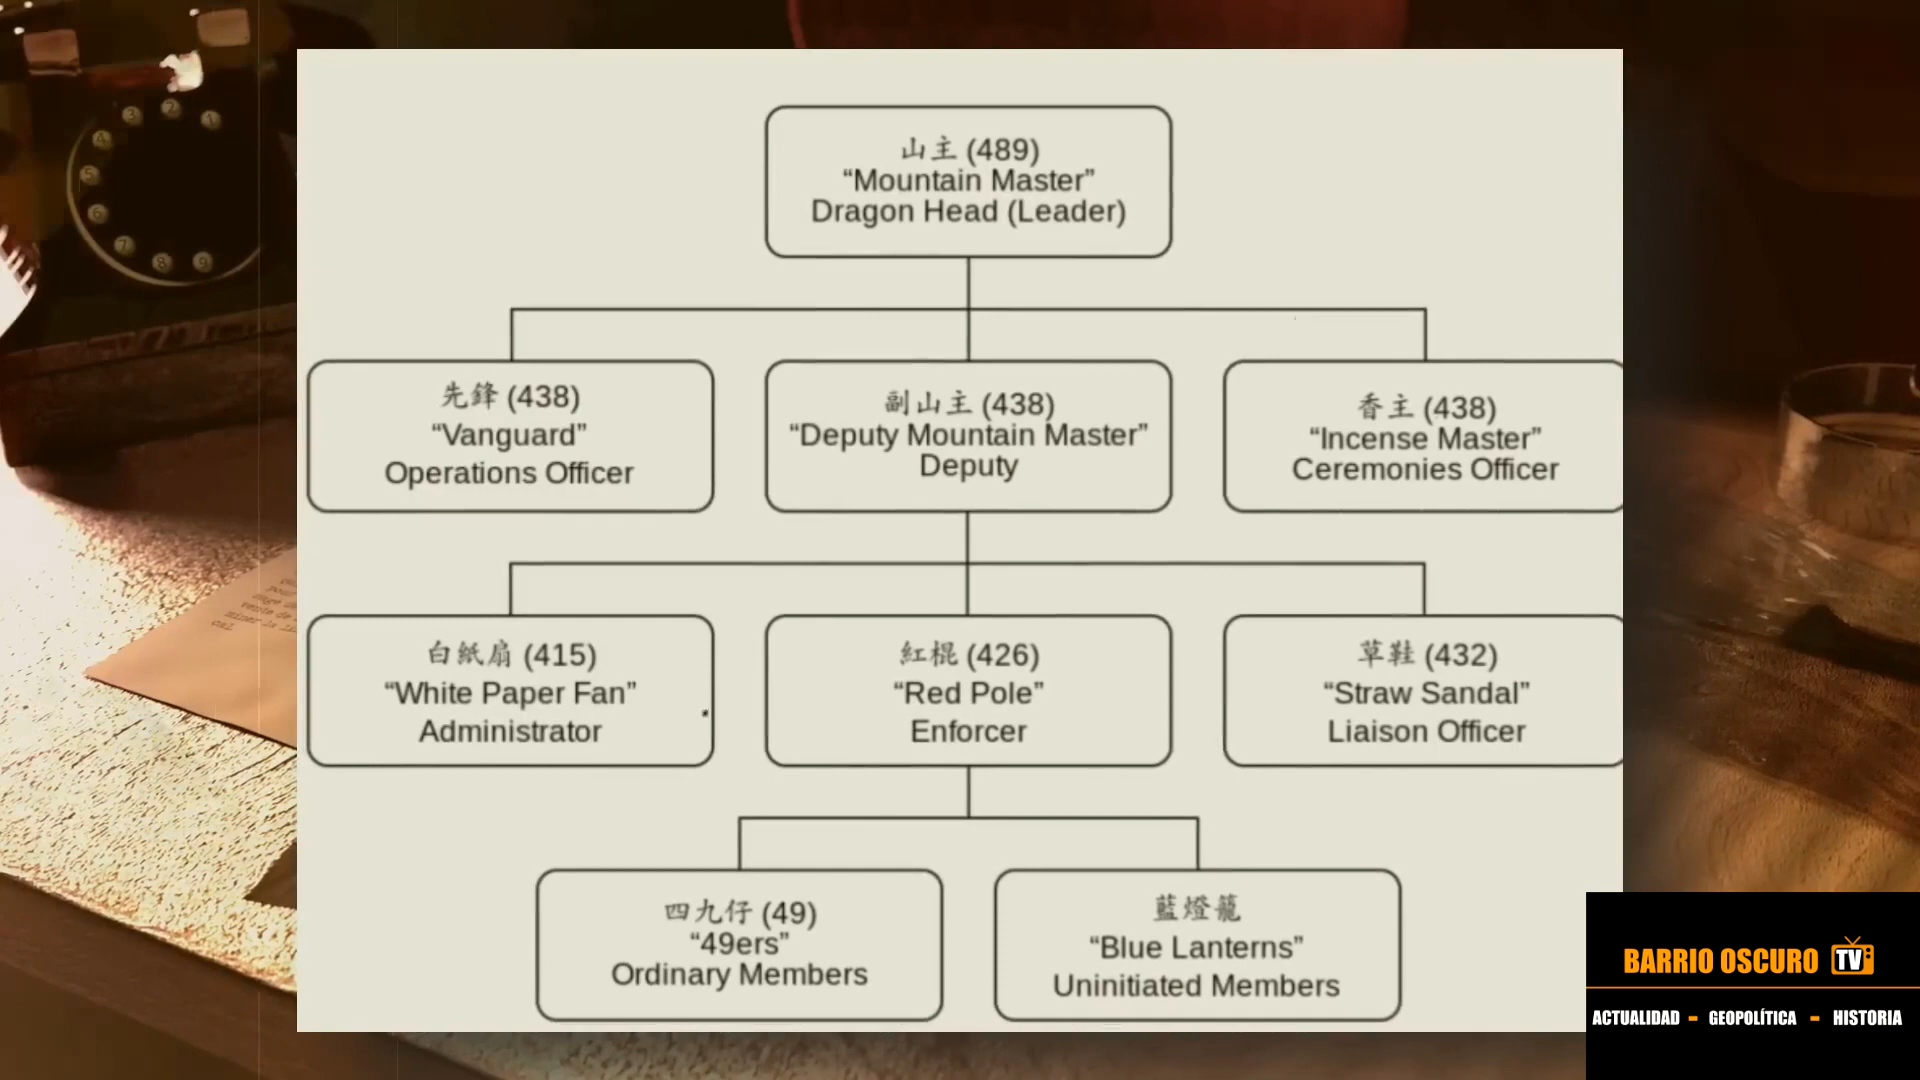 山主 (489)
“Mountain Master”
Dragon Head (Leader)
先鋒 (438)
“Vanguard”
Operations Officer
副山主 (438)
“Deputy Mountain Master”
Deputy
香主 (438)
“Incense Master”
Ceremonies Officer
白紙扇 (415)
“White Paper Fan”
Administrator
紅棍 (426)
“Red Pole”
Enforcer
草鞋 (432)
“Straw Sandal”
Liaison Officer
四九仔 (49)
“49ers”
Ordinary Members
藍燈籠
“Blue Lanterns”
Uninitiated Members
BARRIO OSCURO TV
ACTUALIDAD - GEOPOLÍTICA - HISTORIA